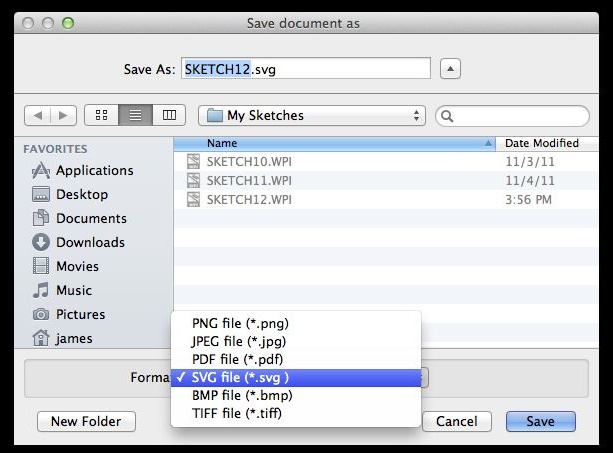 Save document as
Save As: SKETCH12.svg
My Sketches
FAVORITES
Applications
Desktop
Documents
Downloads
Movies
Music
Pictures
james
Name Date Modified
SKETCH10.WPI 11/3/11
SKETCH11.WPI 11/4/11
SKETCH12.WPI 3:56 PM
PNG file (*.png)
JPEG file (*.jpg)
PDF file (*.pdf)
Forma ✓ SVG file (*.svg )
BMP file (*.bmp)
TIFF file (*.tiff)
New Folder Cancel Save